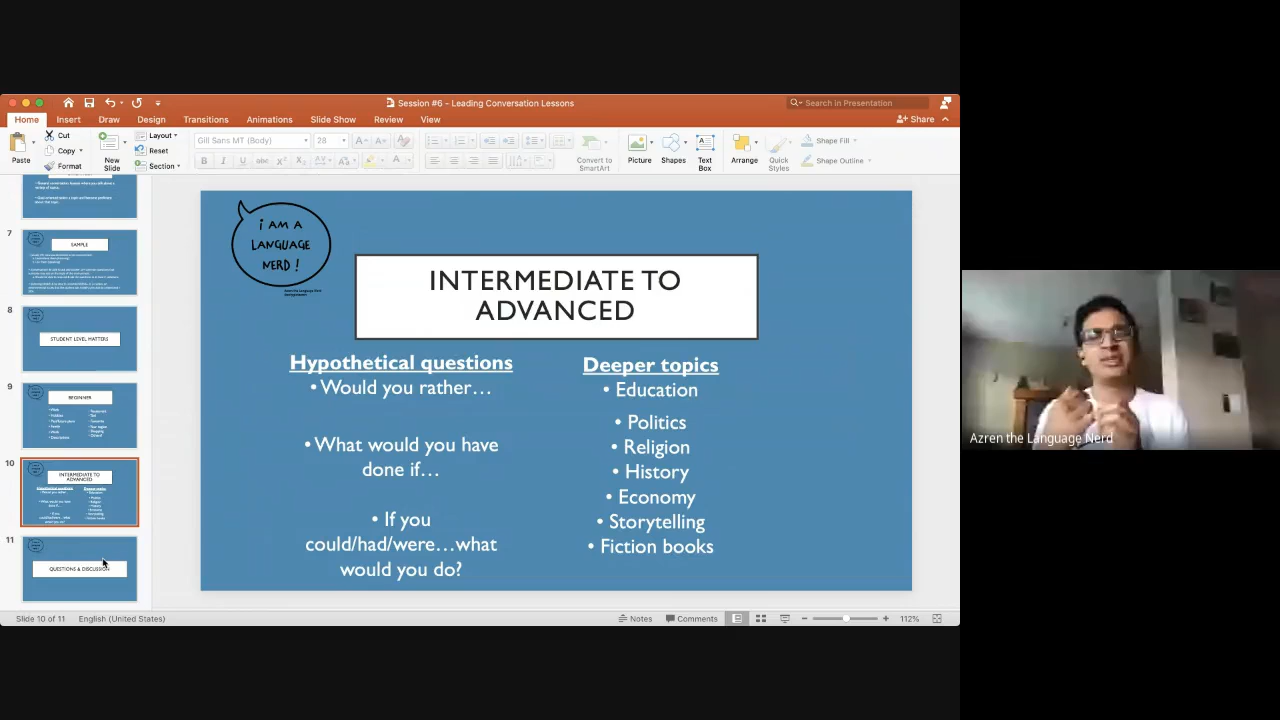 Session #6 - Leading Conversation Lessons
Search in Presentation
Home Insert Draw Design Transitions Animations Slide Show Review View
Share
Paste
Cut
Copy
Format
New Slide
Layout
Reset
Section
Gill Sans MT (Body) 28
Convert to SmartArt
Picture
Shapes
Text Box
Arrange
Quick Styles
Shape Fill
Shape Outline
7
SAMPLE
8
STUDENT LEVEL MATTERS
9
BEGINNER
10
INTERMEDIATE TO ADVANCED
11
QUESTIONS & DISCUSSION
i AM A
LANGUAGE
NERD !
INTERMEDIATE TO
ADVANCED
Hypothetical questions
• Would you rather…
• What would you have
done if…
• If you
could/had/were…what
would you do?
Deeper topics
• Education
• Politics
• Religion
• History
• Economy
• Storytelling
• Fiction books
Azren the Language Nerd
Slide 10 of 11 English (United States)
Notes Comments 112%